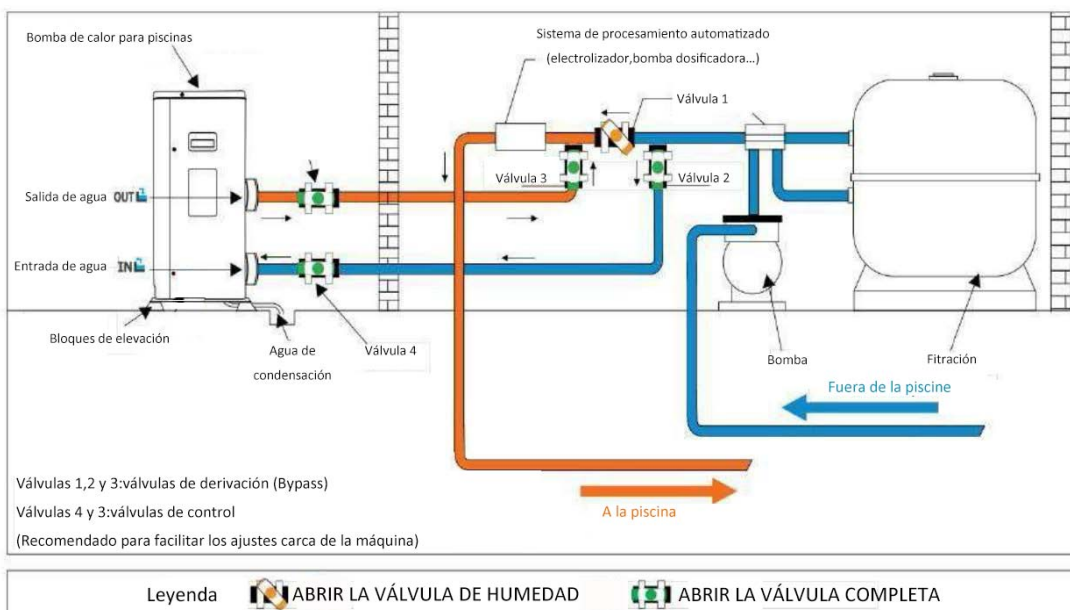 Bomba de calor para piscinas
Sistema de procesamiento automatizado
(electrolizador,bomba dosificadora...)
Válvula 1
Válvula 3
Válvula 2
Salida de agua
OUT
Entrada de agua
IN
Bloques de elevación
Agua de
condensación
Válvula 4
Bomba
Fitración
Fuera de la piscine
A la piscina
Válvulas 1,2 y 3:válvulas de derivación (Bypass)
Válvulas 4 y 3:válvulas de control
(Recomendado para facilitar los ajustes carca de la máquina)
Leyenda
ABRIR LA VÁLVULA DE HUMEDAD
ABRIR LA VÁLVULA COMPLETA